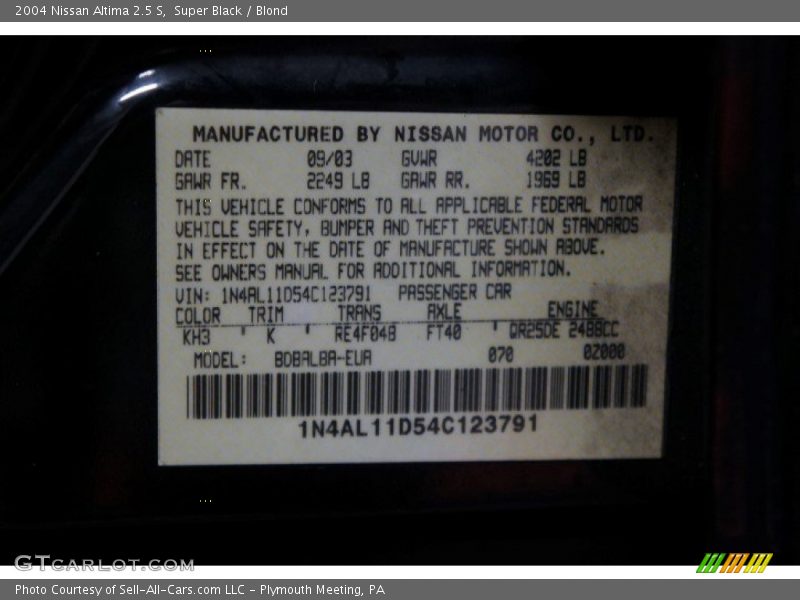 2004 Nissan Altima 2.5 S, Super Black / Blond
MANUFACTURED BY NISSAN MOTOR CO., LTD.
DATE 09/03 GVWR 4202 LB
GAWR FR. 2249 LB GAWR RR. 1969 LB
THIS VEHICLE CONFORMS TO ALL APPLICABLE FEDERAL MOTOR
VEHICLE SAFETY, BUMPER AND THEFT PREVENTION STANDARDS
IN EFFECT ON THE DATE OF MANUFACTURE SHOWN ABOVE.
SEE OWNERS MANUAL FOR ADDITIONAL INFORMATION.
VIN: 1N4AL11D54C123791 PASSENGER CAR
COLOR TRIM TRANS AXLE ENGINE
KH3 ' K ' RE4F04B FT40 ' QR25DE 2488CC
MODEL: BDBALBA-EUA 070 02000
1N4AL11D54C123791
GTCARLOT.COM
Photo Courtesy of Sell-All-Cars.com LLC - Plymouth Meeting, PA